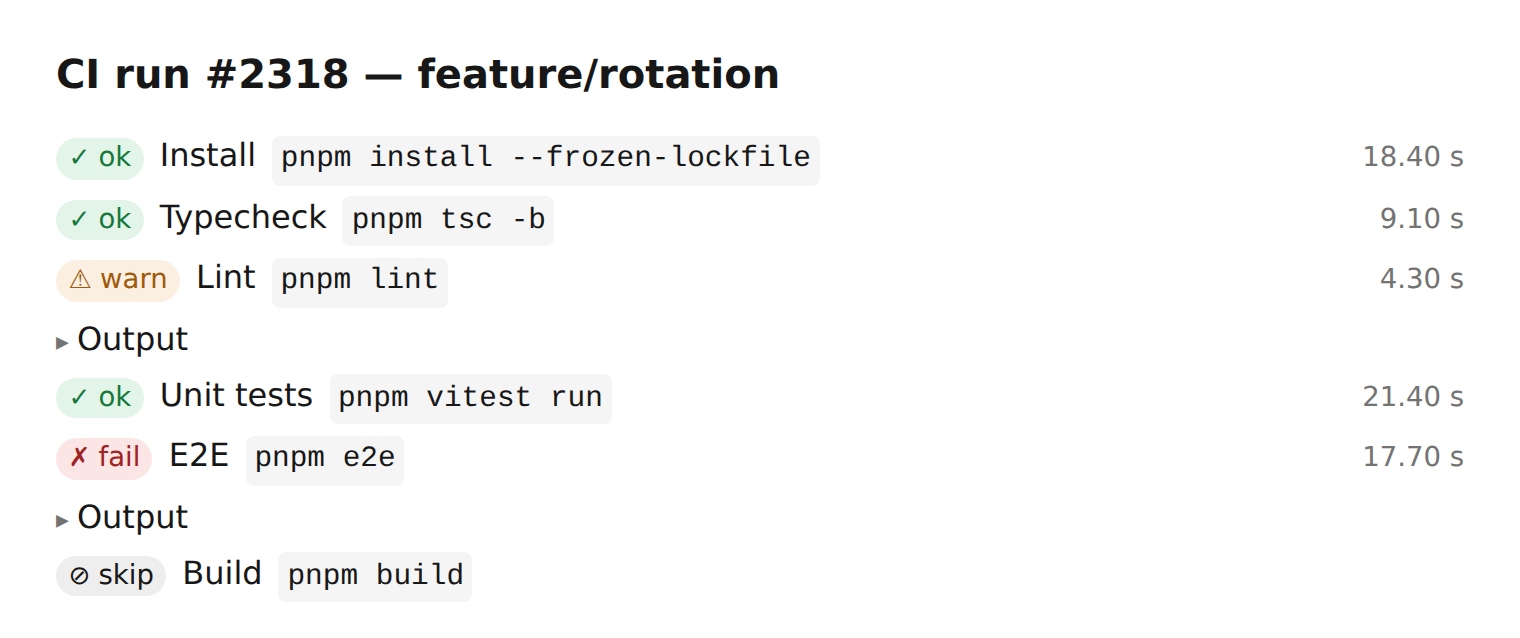 CI run #2318 — feature/rotation
✓ ok Install pnpm install --frozen-lockfile 18.40 s
✓ ok Typecheck pnpm tsc -b 9.10 s
⚠ warn Lint pnpm lint 4.30 s
▸ Output
✓ ok Unit tests pnpm vitest run 21.40 s
✗ fail E2E pnpm e2e 17.70 s
▸ Output
⊘ skip Build pnpm build